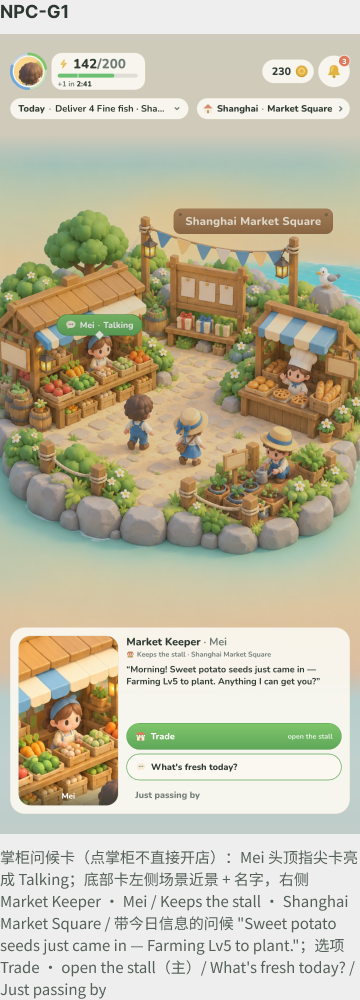 NPC-G1
142/200
+1 in 2:41
230
3
Today · Deliver 4 Fine fish · Sha...
Shanghai · Market Square
Shanghai Market Square
Mei · Talking
Market Keeper · Mei
Keeps the stall · Shanghai Market Square
"Morning! Sweet potato seeds just came in —
Farming Lv5 to plant. Anything I can get you?"
Trade
open the stall
What's fresh today?
Mei
Just passing by
掌柜问候卡（点掌柜不直接开店）：Mei 头顶指尖卡亮
成 Talking；底部卡左侧场景近景 + 名字，右侧
Market Keeper · Mei / Keeps the stall · Shanghai
Market Square / 带今日信息的问候 "Sweet potato
seeds just came in — Farming Lv5 to plant."；选项
Trade · open the stall（主）/ What's fresh today? /
Just passing by